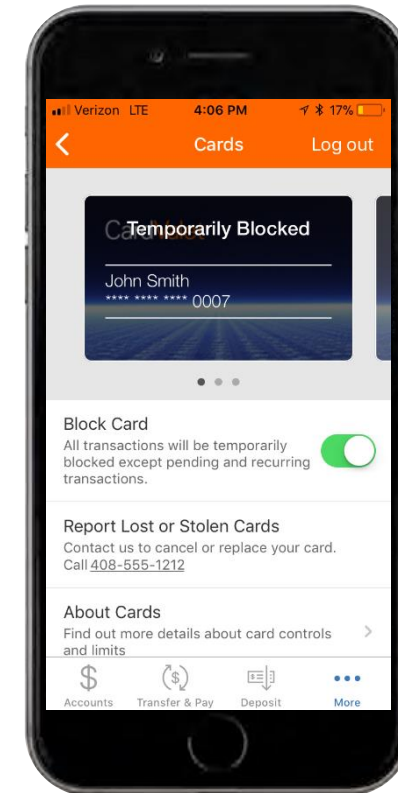 Verizon LTE 4:06 PM 17%
Cards Log out
CardValet
Temporarily Blocked
John Smith
**** **** **** 0007
Block Card
All transactions will be temporarily
blocked except pending and recurring
transactions.
Report Lost or Stolen Cards
Contact us to cancel or replace your card.
Call 408-555-1212
About Cards
Find out more details about card controls
and limits
Accounts Transfer & Pay Deposit More